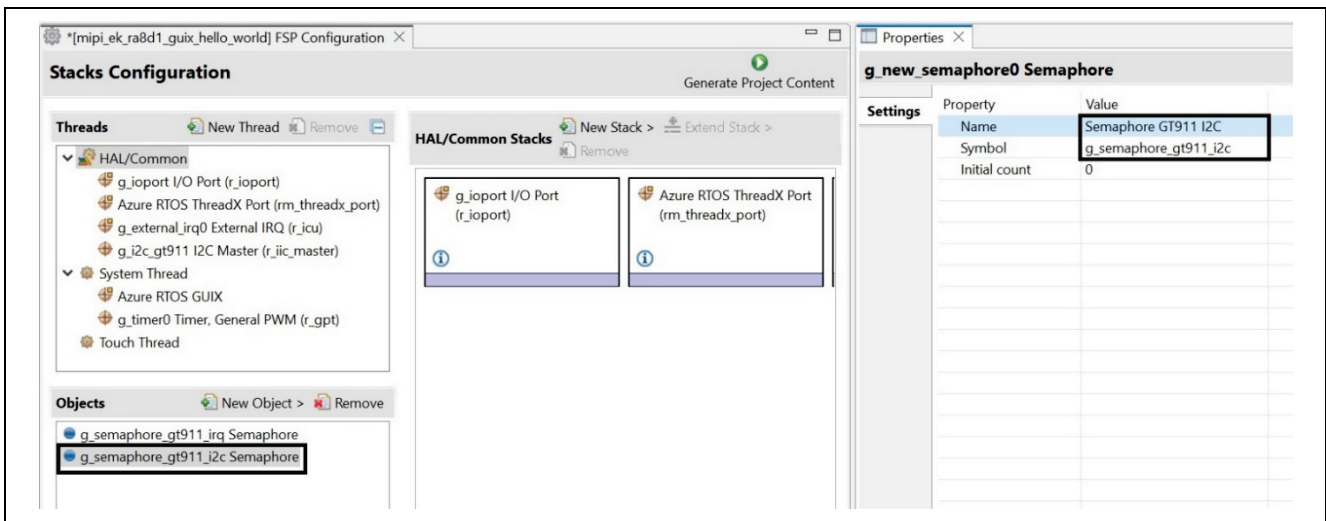 *[mipi_ek_ra8d1_guix_hello_world] FSP Configuration
Stacks Configuration
Generate Project Content
Threads
New Thread
Remove
HAL/Common
g_ioport I/O Port (r_ioport)
Azure RTOS ThreadX Port (rm_threadx_port)
g_external_irq0 External IRQ (r_icu)
g_i2c_gt911 I2C Master (r_iic_master)
System Thread
Azure RTOS GUIX
g_timer0 Timer, General PWM (r_gpt)
Touch Thread
Objects
New Object >
Remove
g_semaphore_gt911_irq Semaphore
g_semaphore_gt911_i2c Semaphore
HAL/Common Stacks
New Stack >
Extend Stack >
Remove
g_ioport I/O Port
(r_ioport)
Azure RTOS ThreadX Port
(rm_threadx_port)
Properties
g_new_semaphore0 Semaphore
Settings
Property Value
Name Semaphore GT911 I2C
Symbol g_semaphore_gt911_i2c
Initial count 0